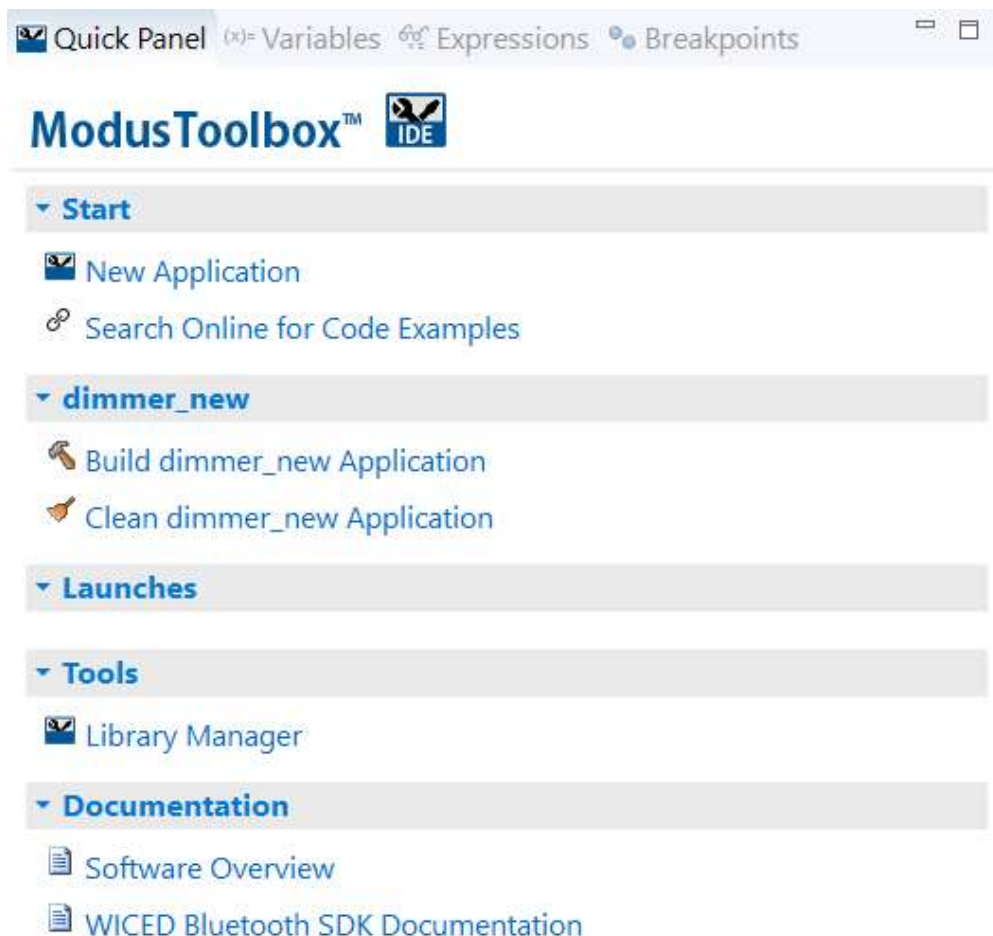 Quick Panel (x)= Variables Expressions Breakpoints
ModusToolbox™ IDE
Start
New Application
Search Online for Code Examples
dimmer_new
Build dimmer_new Application
Clean dimmer_new Application
Launches
Tools
Library Manager
Documentation
Software Overview
WICED Bluetooth SDK Documentation